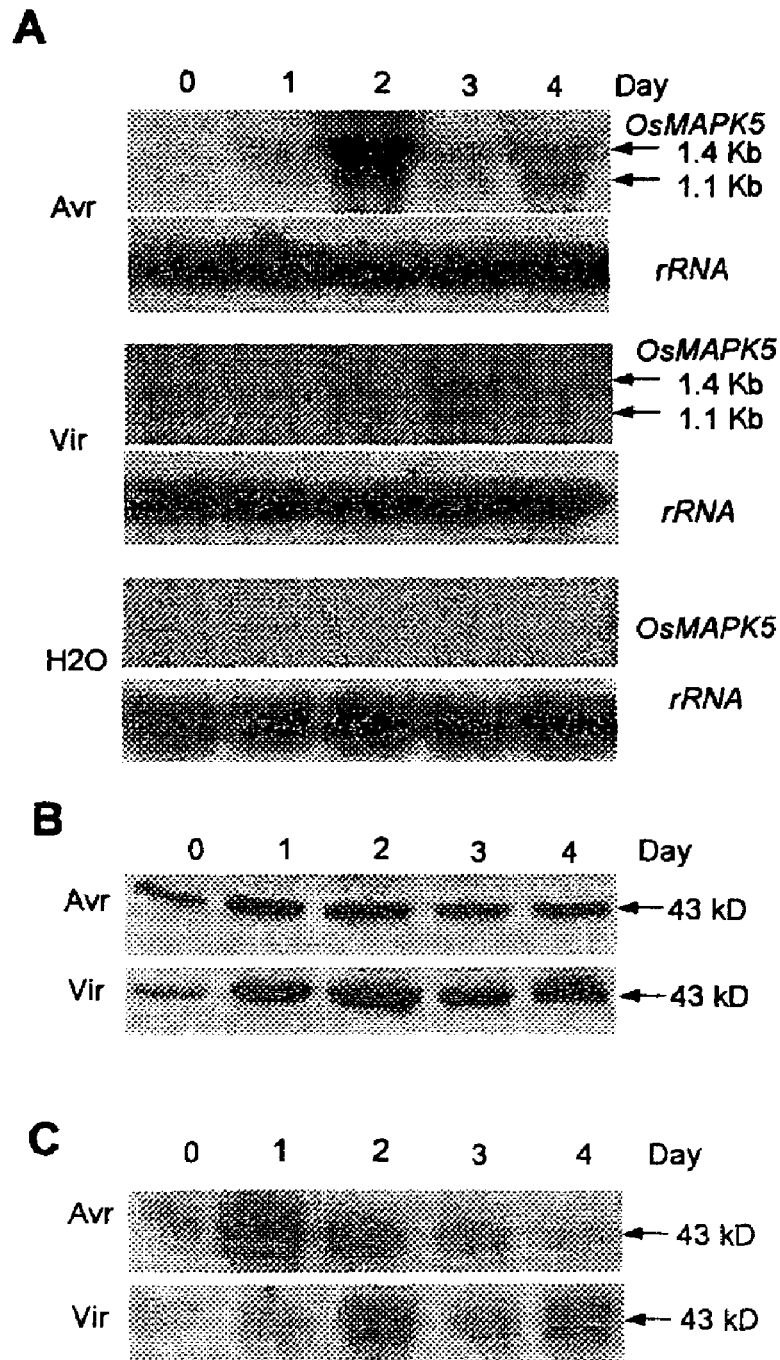 A
0 1 2 3 4 Day
OsMAPK5
1.4 Kb
1.1 Kb
Avr
rRNA
OsMAPK5
1.4 Kb
1.1 Kb
Vir
rRNA
OsMAPK5
H2O
rRNA
B
0 1 2 3 4 Day
Avr 43 kD
Vir 43 kD
C
0 1 2 3 4 Day
Avr 43 kD
Vir 43 kD